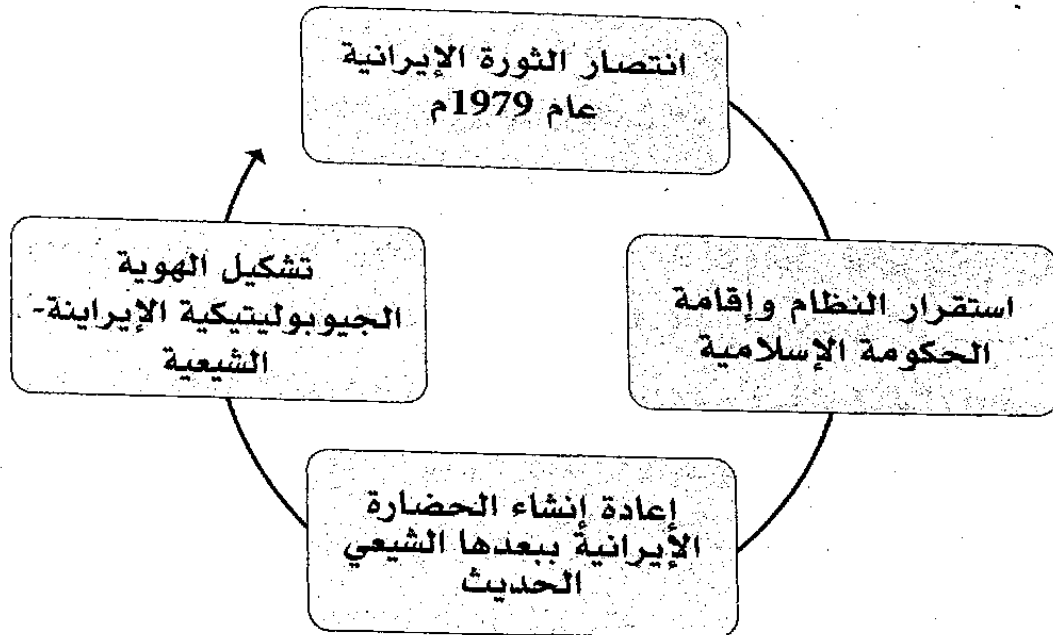 انتصار الثورة الإيرانية
عام 1979م
استقرار النظام وإقامة
الحكومة الإسلامية
إعادة إنشاء الحضارة
الإيرانية ببعدها الشيعي
الحديث
تشكيل الهوية
الجيوبوليتيكية الإيراينة-
الشيعية